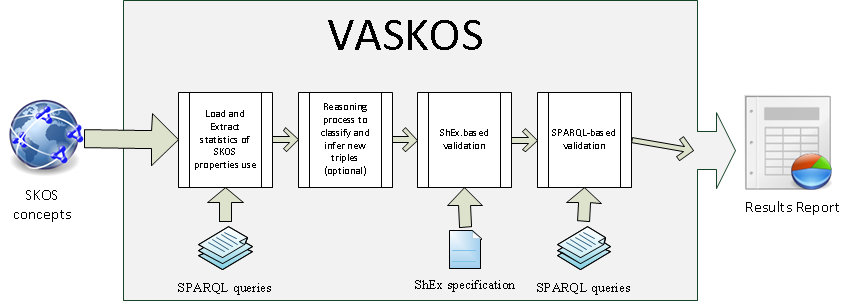 VASKOS
Load and
Extract
statistics of
SKOS
properties use
Reasoning
process to
classify and
infer new
triples
(optional)
ShEx.based
validation
SPARQL-based
validation
SKOS
concepts
Results Report
SPARQL queries
ShEx specification
SPARQL queries